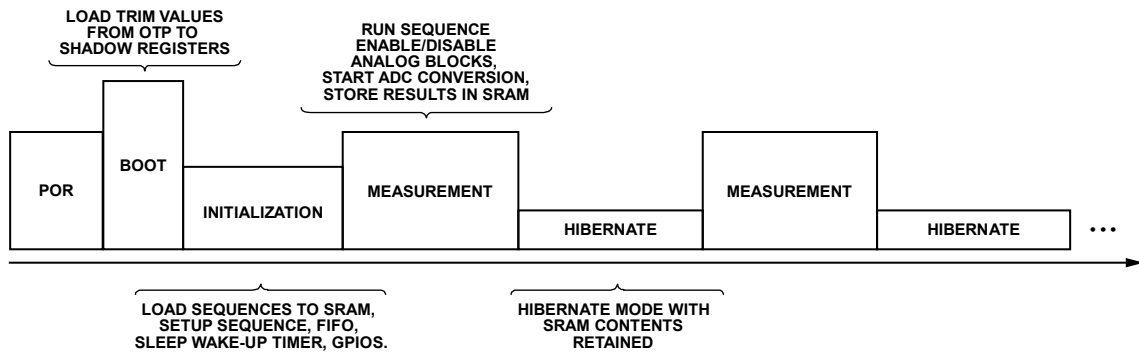 LOAD TRIM VALUES
FROM OTP TO
SHADOW REGISTERS
RUN SEQUENCE
ENABLE/DISABLE
ANALOG BLOCKS,
START ADC CONVERSION,
STORE RESULTS IN SRAM
POR
BOOT
INITIALIZATION
MEASUREMENT
HIBERNATE
MEASUREMENT
HIBERNATE
...
LOAD SEQUENCES TO SRAM,
SETUP SEQUENCE, FIFO,
SLEEP WAKE-UP TIMER, GPIOS.
HIBERNATE MODE WITH
SRAM CONTENTS
RETAINED